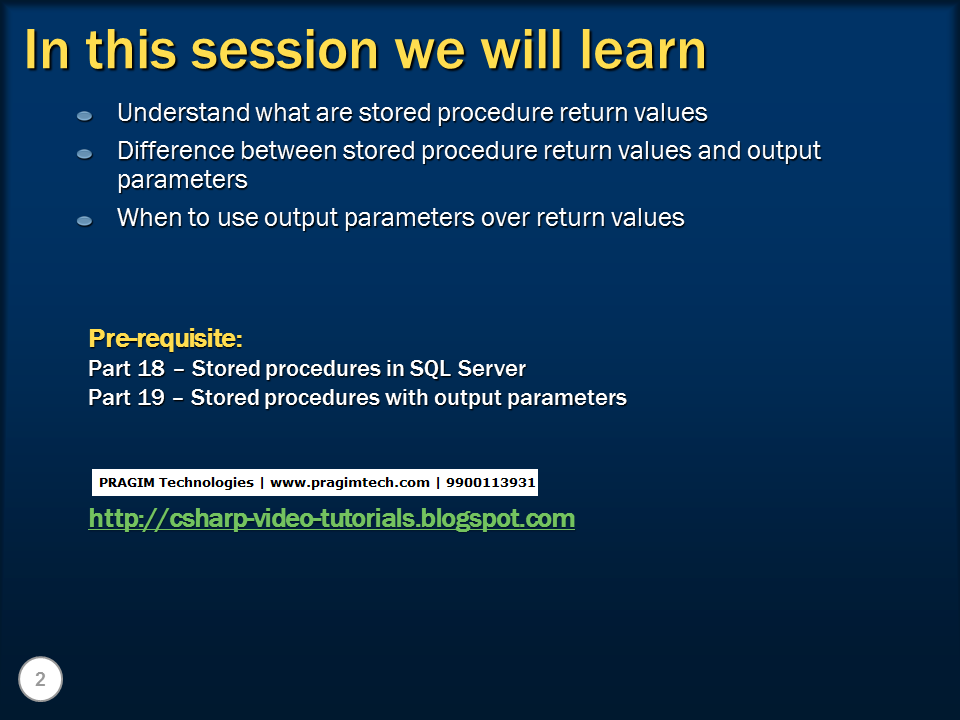 In this session we will learn
Understand what are stored procedure return values
Difference between stored procedure return values and output
parameters
When to use output parameters over return values
Pre-requisite:
Part 18 – Stored procedures in SQL Server
Part 19 – Stored procedures with output parameters
PRAGIM Technologies | www.pragimtech.com | 9900113931
http://csharp-video-tutorials.blogspot.com
2